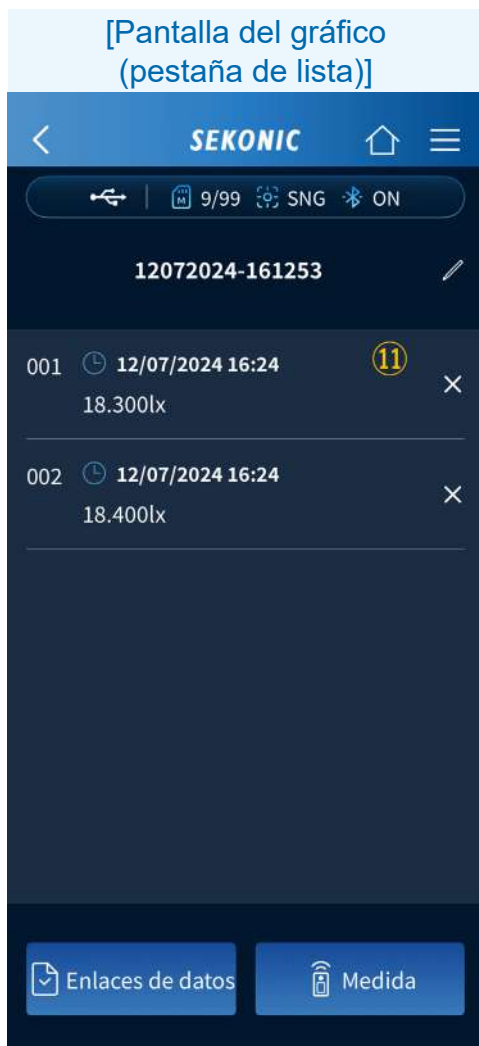 [Pantalla del gráfico
(pestaña de lista)]
SEKONIC
M 9/99 SNG ON
12072024-161253
001 12/07/2024 16:24 ⑪
18.300lx
002 12/07/2024 16:24
18.400lx
Enlaces de datos Medida